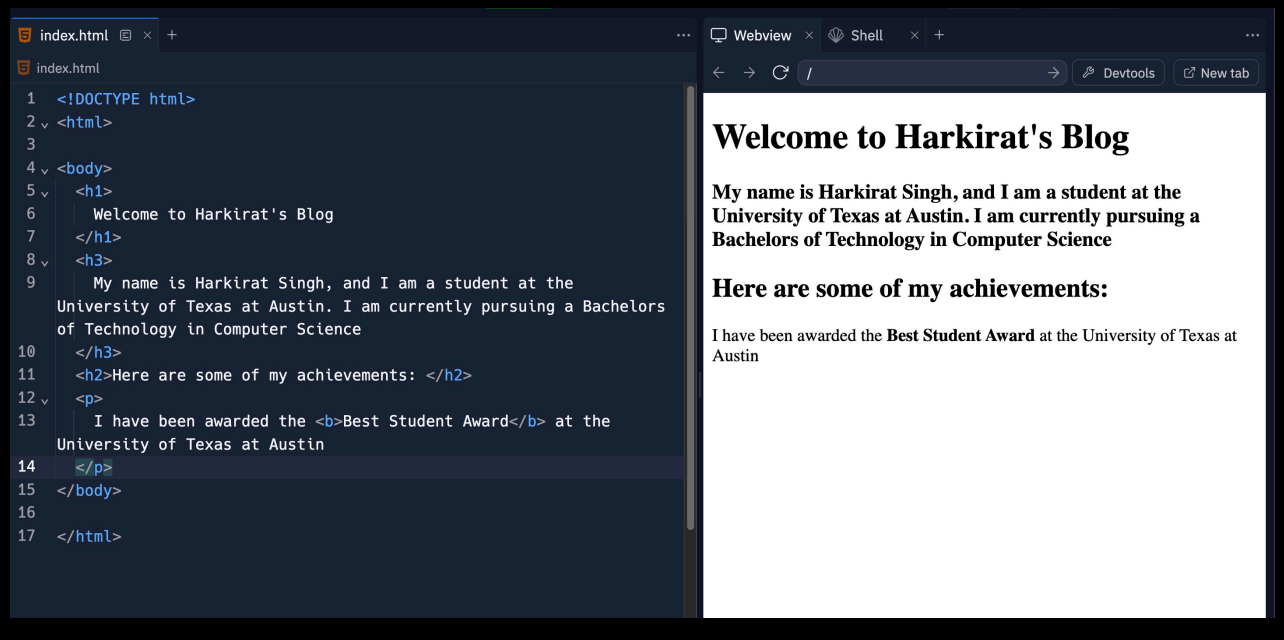 index.html
index.html
1 <!DOCTYPE html>
2 <html>
3
4 <body>
5 <h1>
6 Welcome to Harkirat's Blog
7 </h1>
8 <h3>
9 My name is Harkirat Singh, and I am a student at the
University of Texas at Austin. I am currently pursuing a Bachelors
of Technology in Computer Science
10 </h3>
11 <h2>Here are some of my achievements: </h2>
12 <p>
13 I have been awarded the <b>Best Student Award</b> at the
University of Texas at Austin
14 </p>
15 </body>
16
17 </html>
Webview Shell
/ Devtools New tab
Welcome to Harkirat's Blog
My name is Harkirat Singh, and I am a student at the
University of Texas at Austin. I am currently pursuing a
Bachelors of Technology in Computer Science
Here are some of my achievements:
I have been awarded the Best Student Award at the University of Texas at
Austin